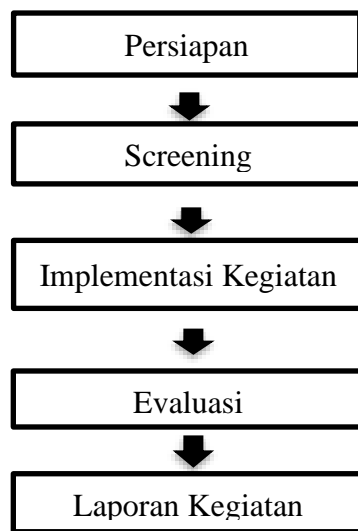 Persiapan
Screening
Implementasi Kegiatan
Evaluasi
Laporan Kegiatan